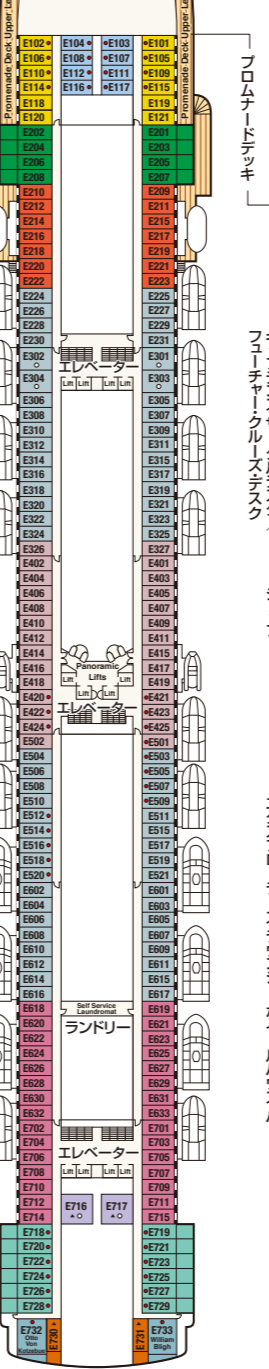 Promenade Deck Upper Le
Promenade Deck Upper Le
プロムナードデッキ
フューチャー・クルーズ・デスク
E102 E104 E103 E101
E106 E108 E107 E105
E110 E112 E111 E109
E114 E116 E117 E115
E118 E119
E120 E121
E202 E201
E204 E203
E206 E205
E208 E207
E210 E209
E212 E211
E214 E215
E216 E217
E218 E219
E220 E221
E222 E223
E224 E225
E226 E227
E228 E229
E230 E231
エレベーター
E302 E301
E304 Lift Lift Lift Lift E303
E306 E305
E308 E307
E310 E309
E312 E311
E314 E315
E316 E317
E318 E319
E320 E321
E322 E323
E324 E325
E326 E327
E402 E401
E404 E403
E406 E405
E408 E407
E410 E409
E412 E411
E414 E415
Panoramic
E416 Lifts E417
E418 Lift Lift E419
E420 Lift Lift E421
エレベーター
E422 E423
E424 E425
E502 E501
E504 E503
E506 E505
E508 E507
E510 E509
E512 E511
E514 E515
E516 E517
E518 E519
E520 E521
E602 E601
E604 E603
E606 E605
E608 E607
E610 E609
E612 E611
E614 E615
E616 E617
Self Service
Laundromat
E618 E619
ランドリー
E620 E621
E622 E623
E624 E625
E626 E627
E628 E629
E630 E631
E632 E633
E702 E701
E704 E703
エレベーター
E706 E705
E708 Lift Lift Lift Lift E707
E710 E709
E712 E716 E717 E711
E714 E715
E718 E719
E720 E721
E722 E723
E724 E725
E726 E727
E728 E729
E732 E730 E731 E733
Otto William
Von Bligh
Kotzebue